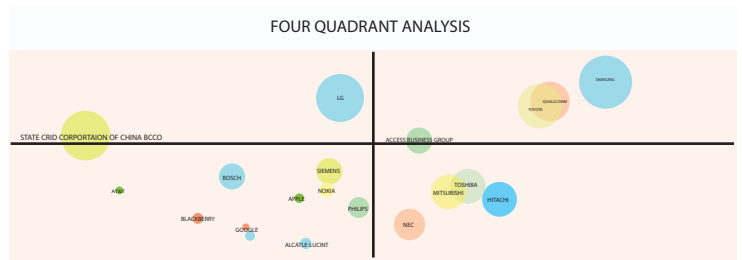 FOUR QUADRANT ANALYSIS
SAMSUNG
LG
QUALCOMM
TOYOTA
STATE CRID CORPORTAION OF CHINA BCCO
ACCESS BUSINESS GROUP
SIEMENS
BOSCH
TOSHIBA
AT&T
NOKIA
MITSUBISHI
APPLE
HITACHI
PHILIPS
BLACKBERRY
NEC
GOOGLE
ALCATLE-LUCINT